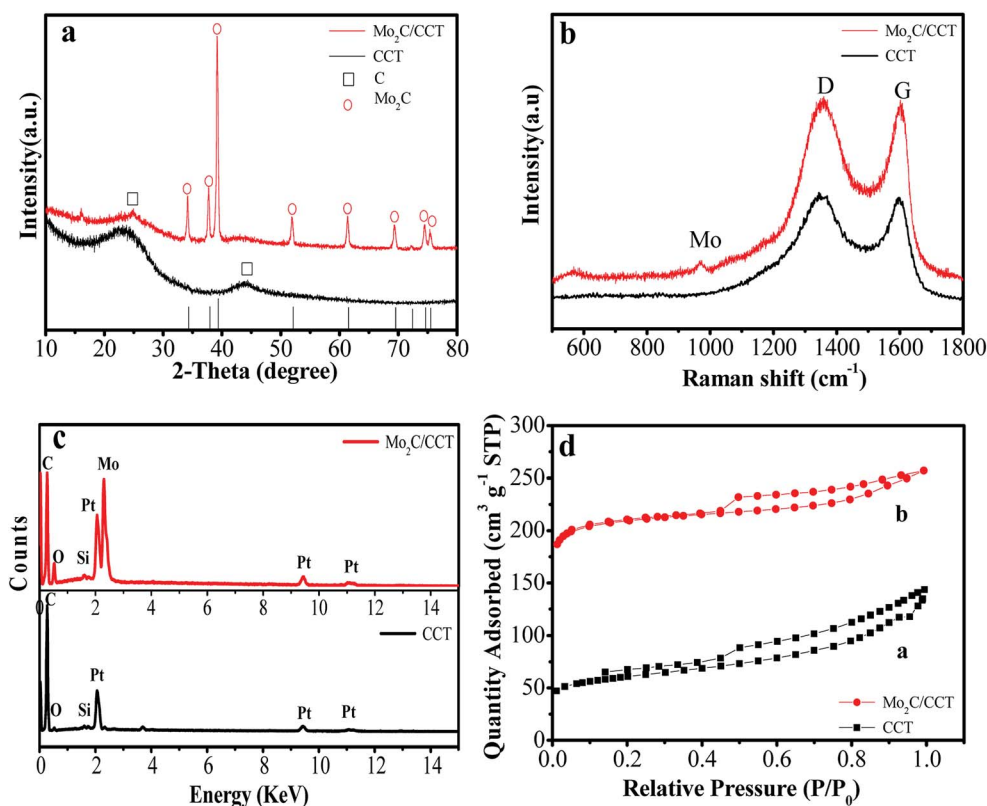 a
Mo₂C/CCT
CCT
C
Mo₂C
Intensity(a.u.)
10 20 30 40 50 60 70 80
2-Theta (degree)
b
Mo₂C/CCT
CCT
D
G
Mo
Intensity(a.u.)
600 800 1000 1200 1400 1600 1800
Raman shift (cm⁻¹)
c
Mo₂C/CCT
C
Mo
Pt
O
Si
Pt
Pt
0 2 4 6 8 10 12 14
C
CCT
Pt
O
Si
Pt
Pt
Counts
0 2 4 6 8 10 12 14
Energy (KeV)
d
300
250
200
150
100
50
0
b
a
Mo₂C/CCT
CCT
Quantity Adsorbed (cm³ g⁻¹ STP)
0.0 0.2 0.4 0.6 0.8 1.0
Relative Pressure (P/P₀)